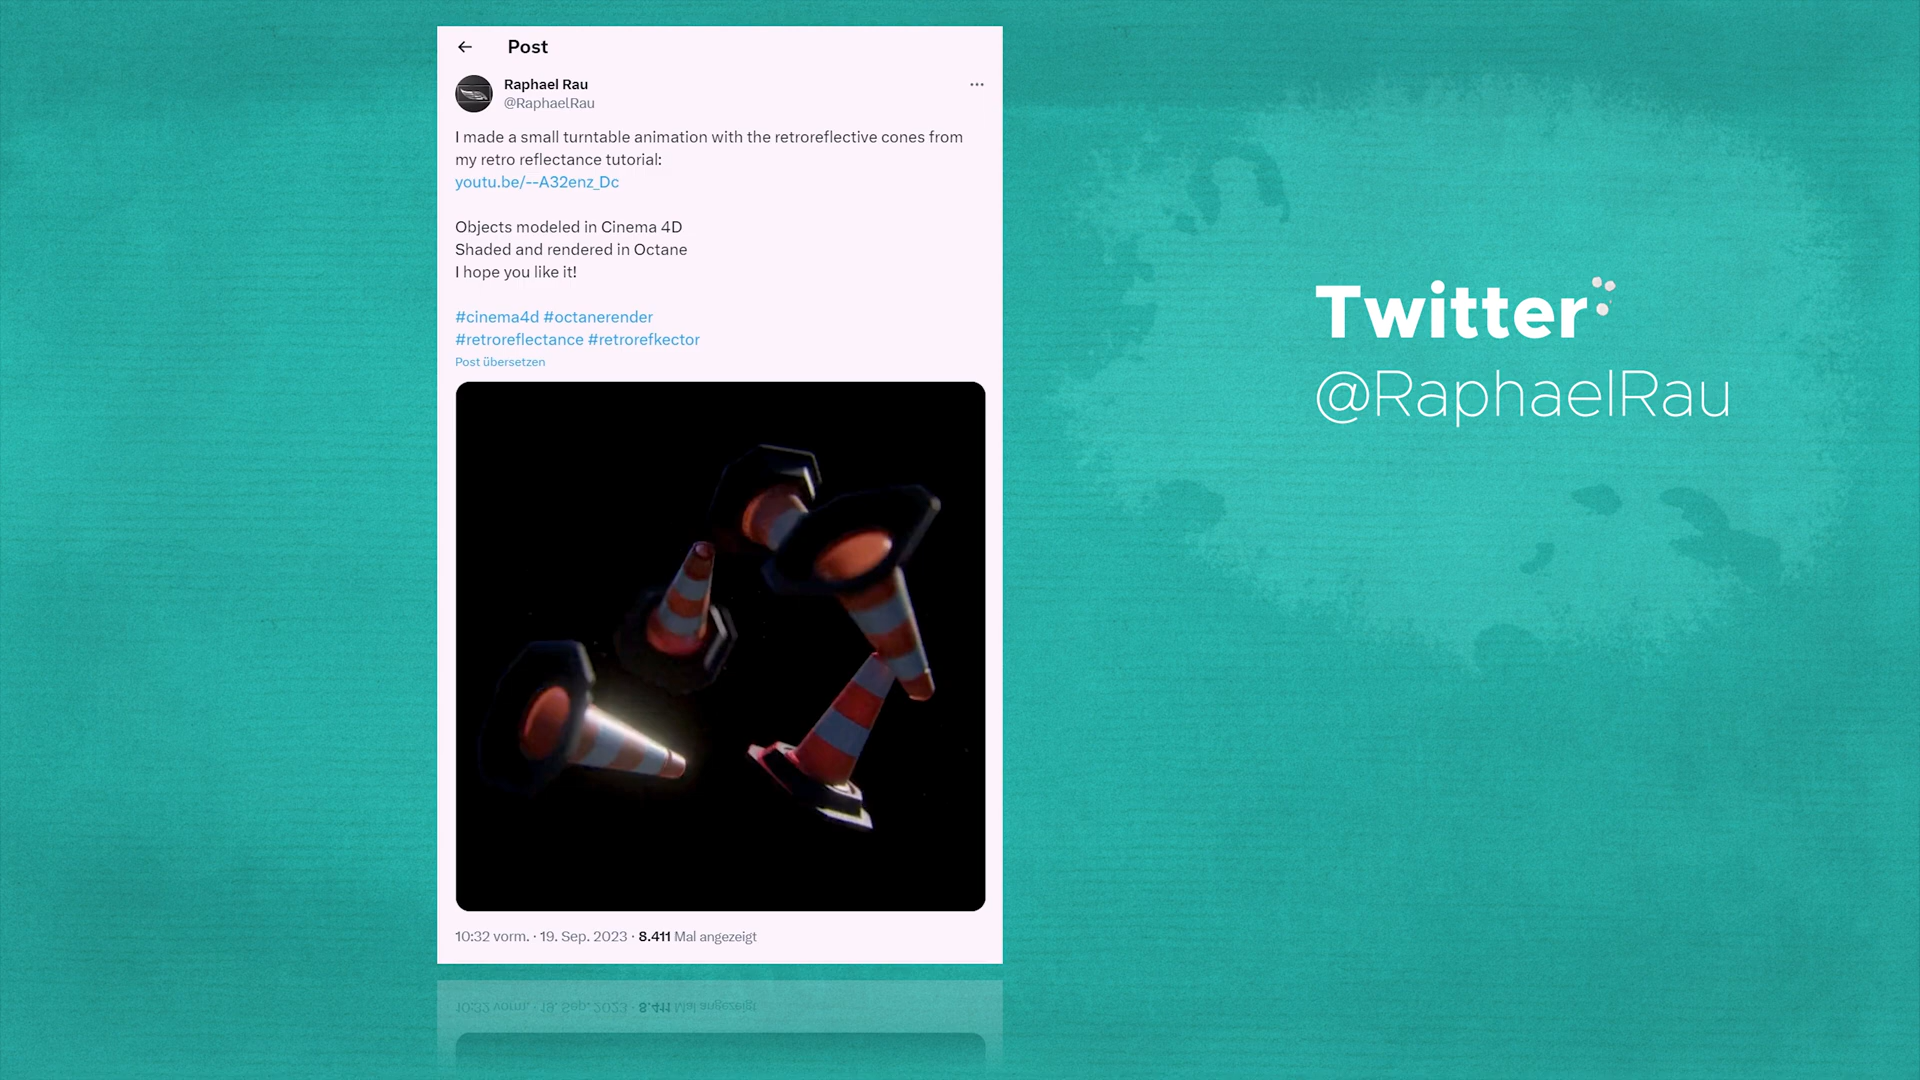 Post
Raphael Rau
@RaphaelRau
I made a small turntable animation with the retroreflective cones from
my retro reflectance tutorial:
youtu.be/--A32enz_Dc
Objects modeled in Cinema 4D
Shaded and rendered in Octane
I hope you like it!
#cinema4d #octanerender
#retroreflectance #retrorefkector
Post übersetzen
10:32 vorm. · 19. Sep. 2023 · 8.411 Mal angezeigt
Twitter
@RaphaelRau